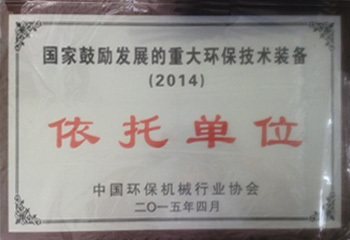 国家鼓励发展的重大环保技术装备
(2014)
依托单位
中国环保机械行业协会
二〇一五年四月